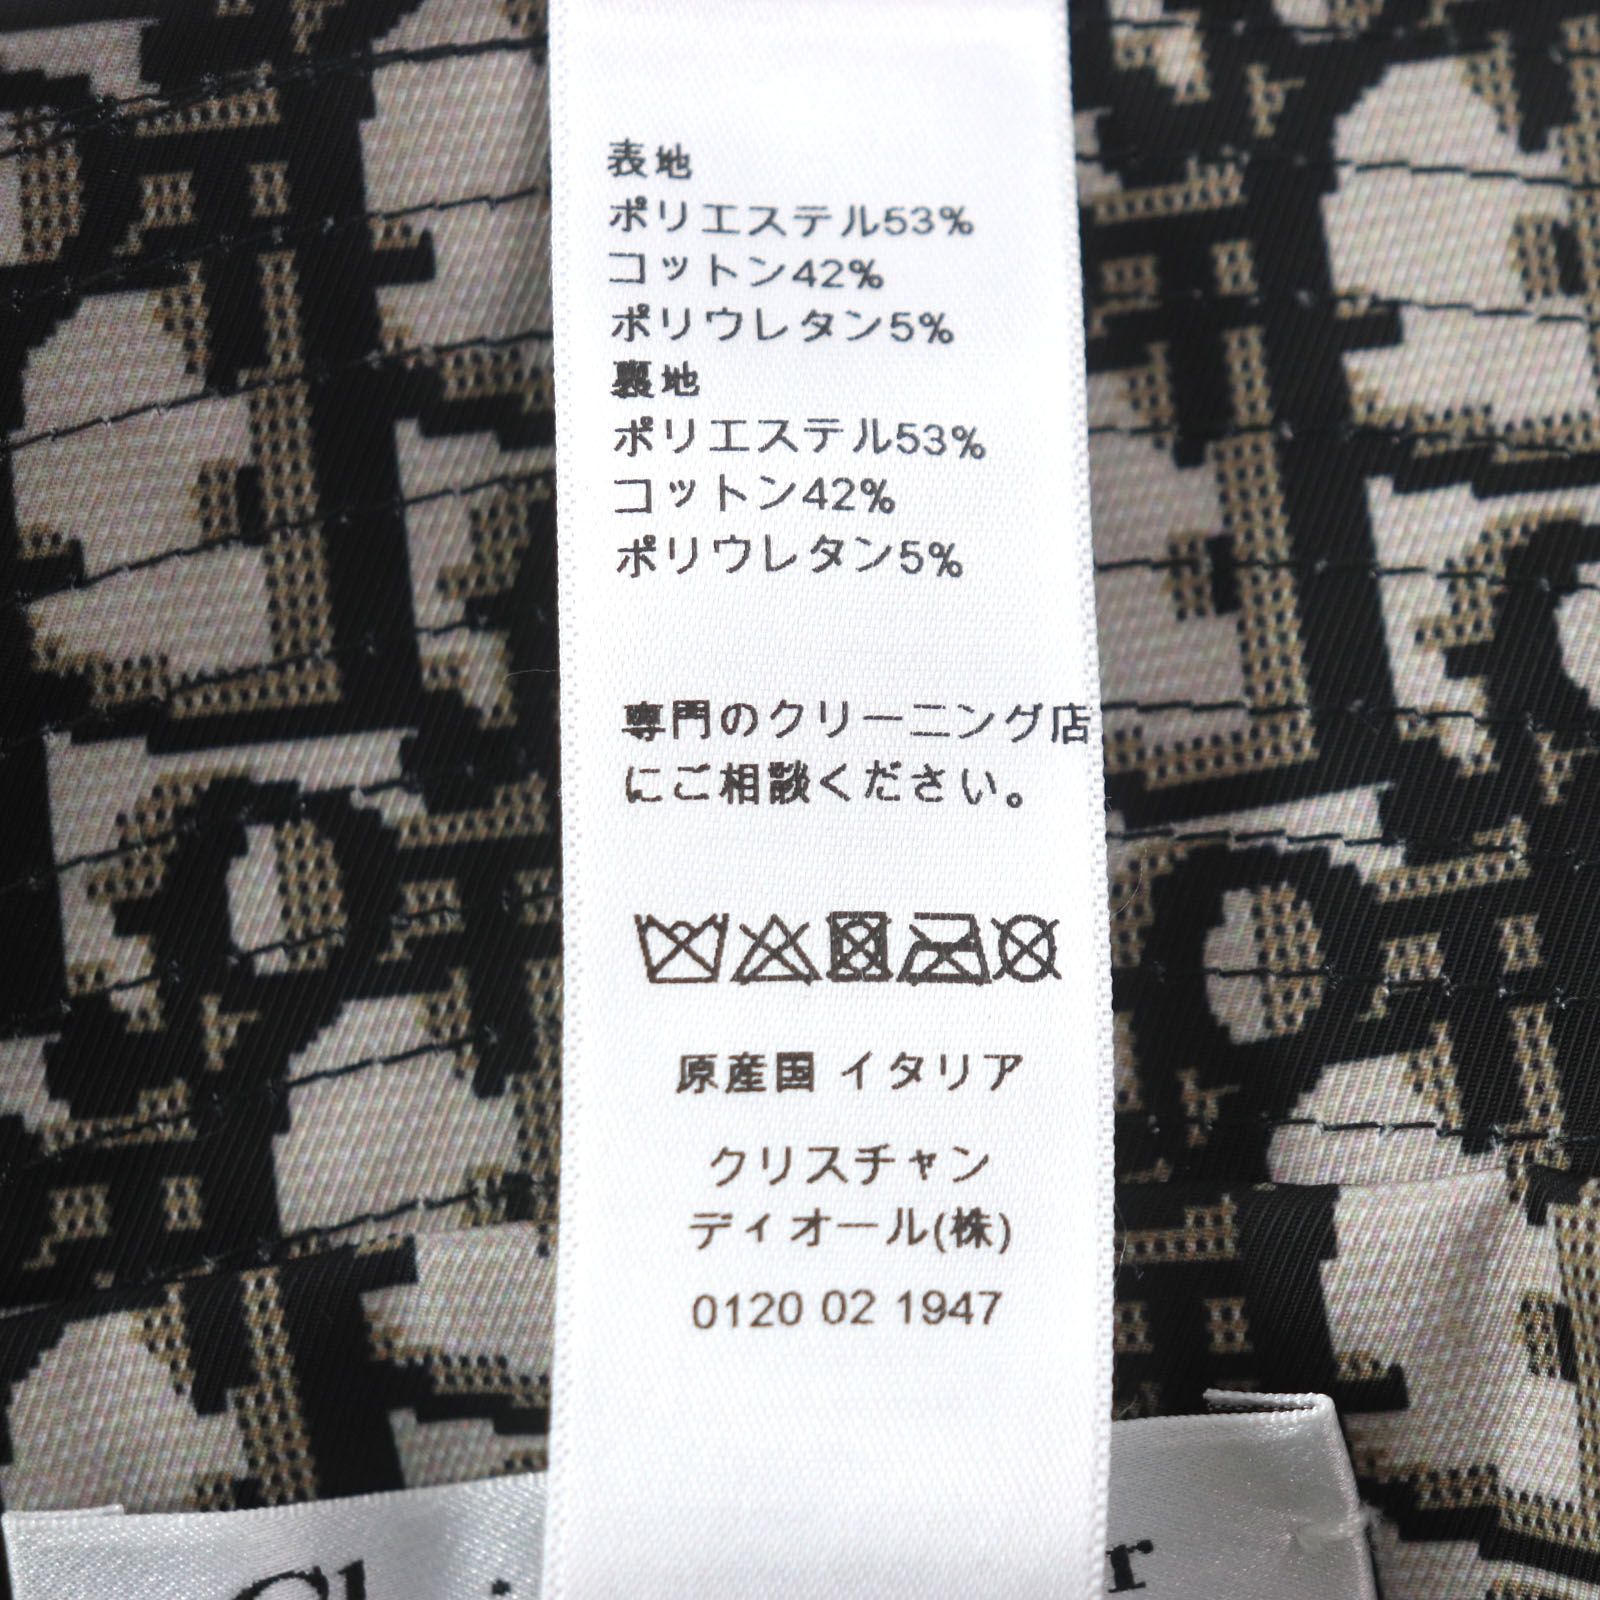 表地
ポリエステル53%
コットン42%
ポリウレタン5%
裏地
ポリエステル53%
コットン42%
ポリウレタン5%
専門のクリーニング店
にご相談ください。
原産国 イタリア
クリスチャン
ディオール(株)
0120 02 1947